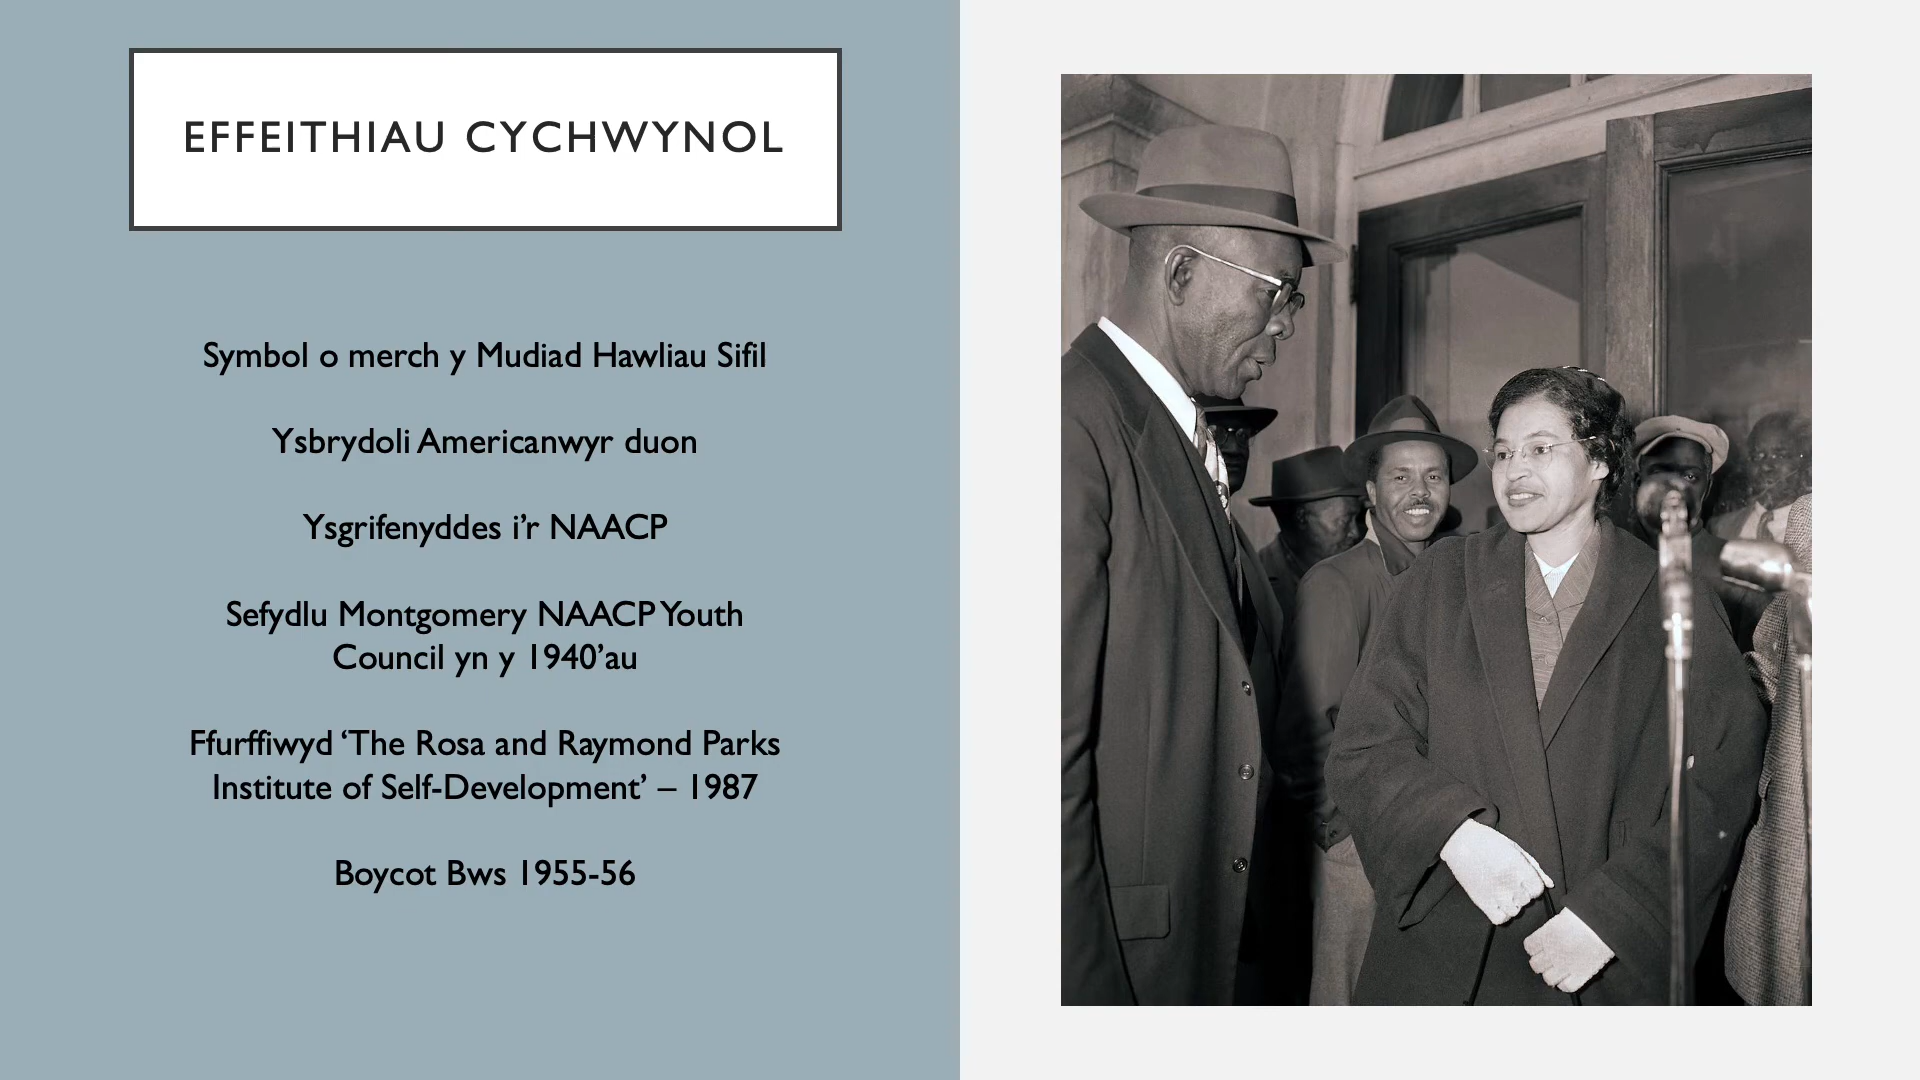 EFFEITHIAU CYCHWYNOL
Symbol o merch y Mudiad Hawliau Sifil
Ysbrydoli Americanwyr duon
Ysgrifenyddes i’r NAACP
Sefydlu Montgomery NAACP Youth
Council yn y 1940’au
Ffurffiwyd ‘The Rosa and Raymond Parks
Institute of Self-Development’ – 1987
Boycot Bws 1955-56